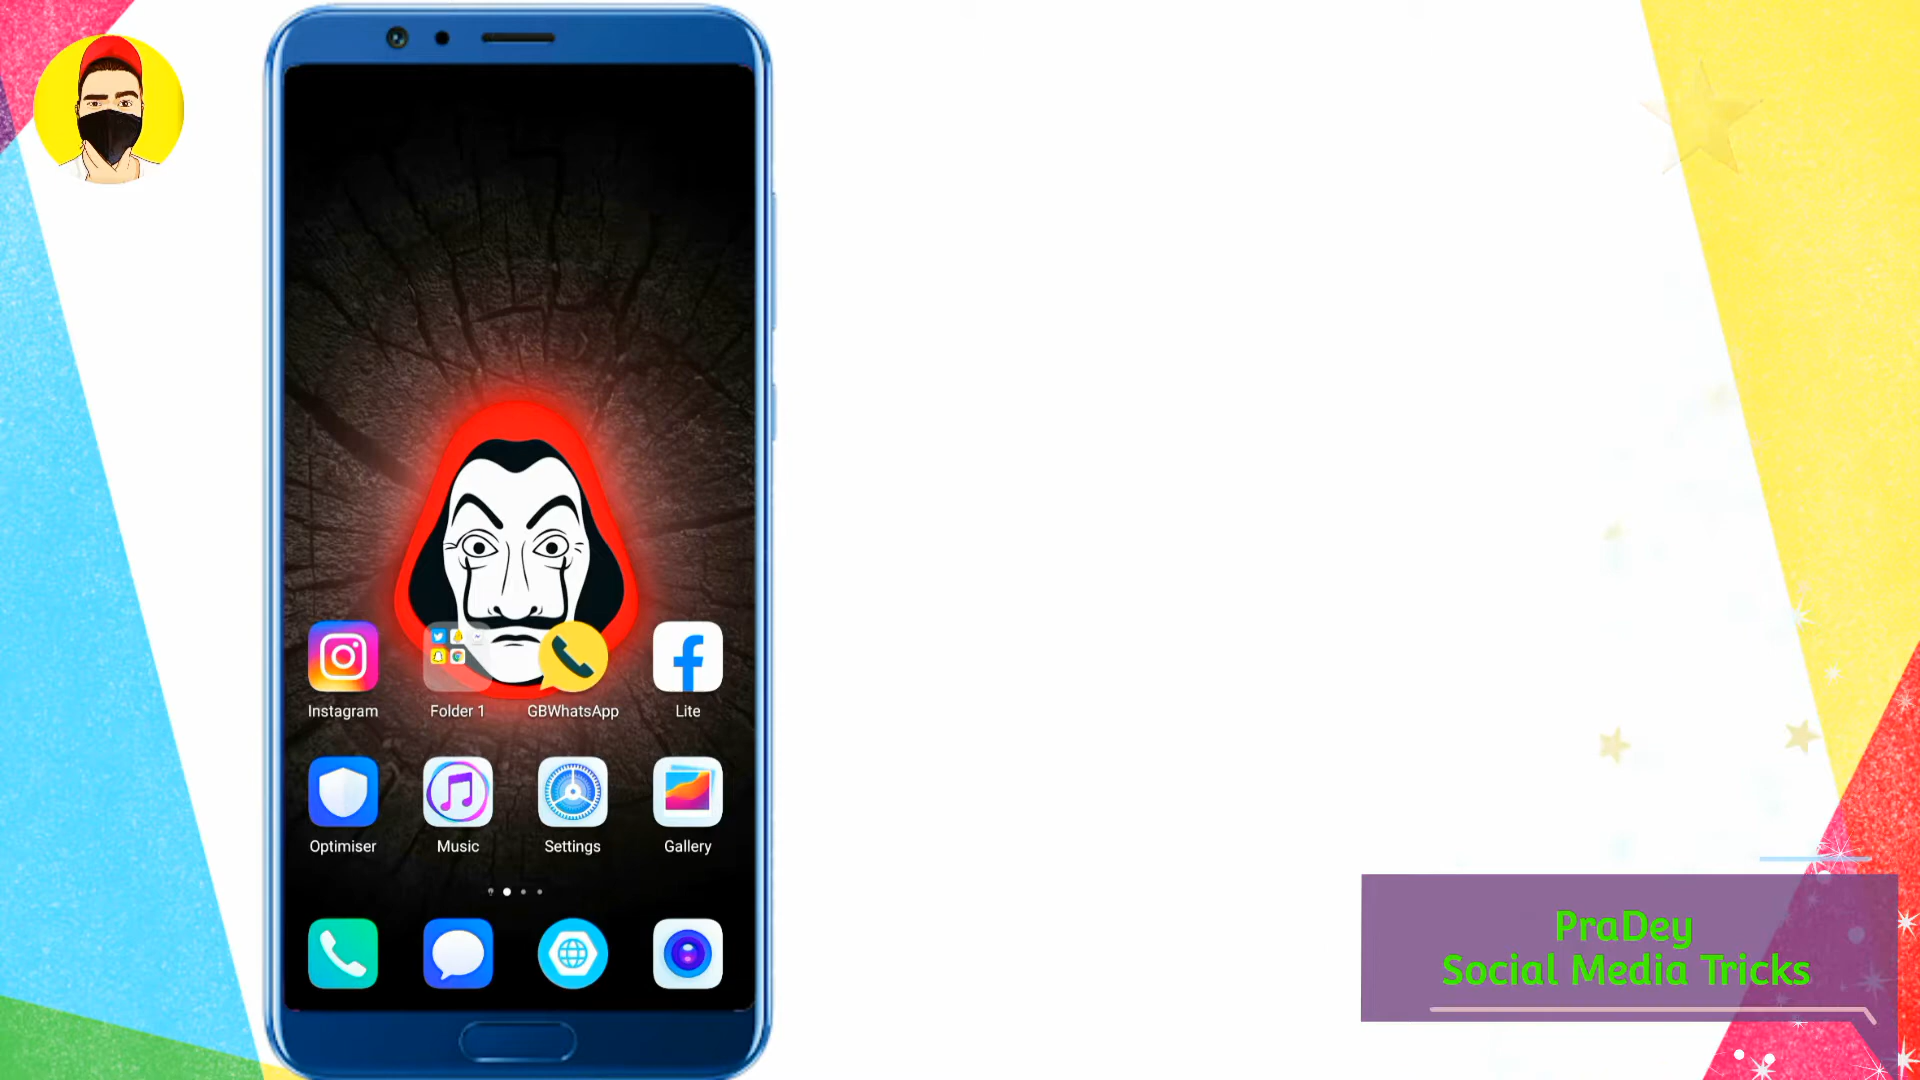 Instagram
Folder 1
GBWhatsApp
Lite
Optimiser
Music
Settings
Gallery
PraDey
Social Media Tricks